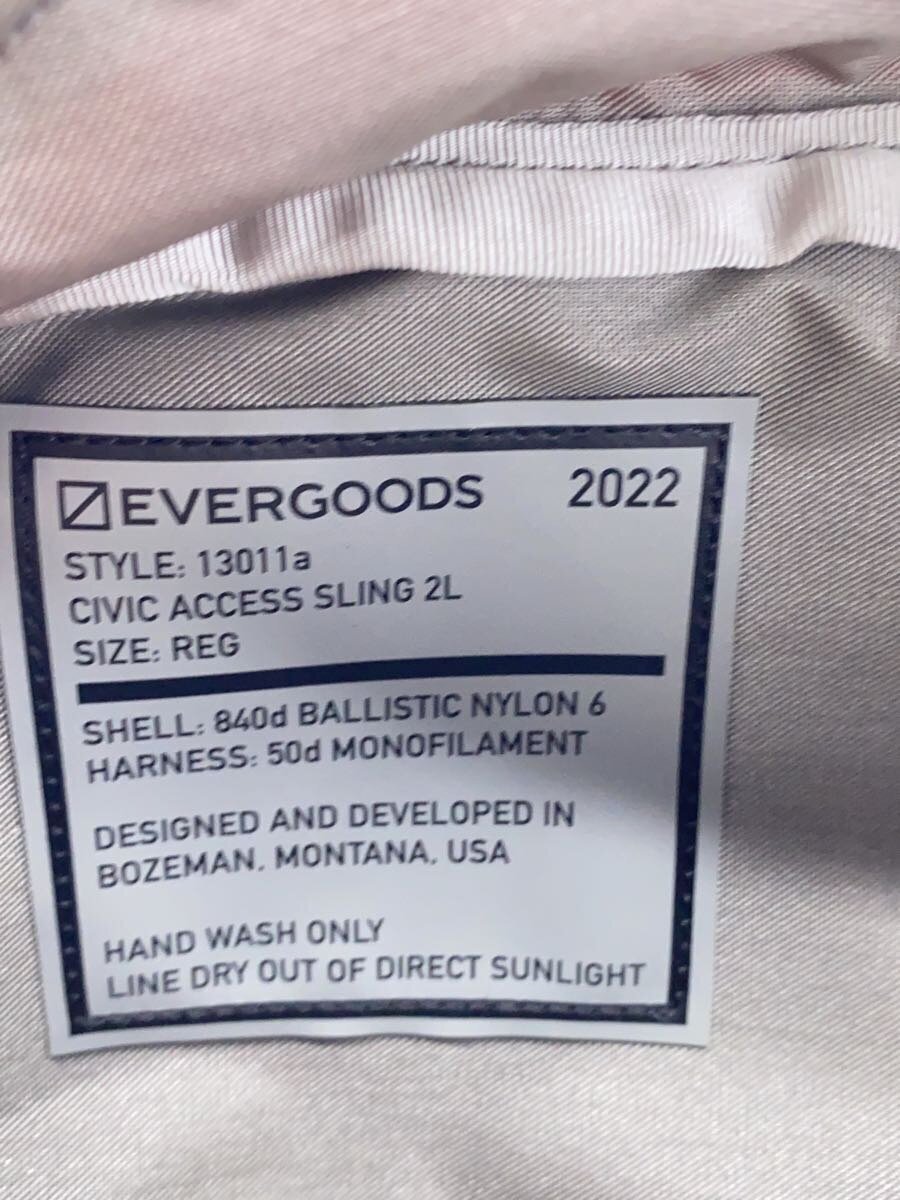 EVERGOODS 2022
STYLE: 13011a
CIVIC ACCESS SLING 2L
SIZE: REG
SHELL: 840d BALLISTIC NYLON 6
HARNESS: 50d MONOFILAMENT
DESIGNED AND DEVELOPED IN
BOZEMAN, MONTANA, USA
HAND WASH ONLY
LINE DRY OUT OF DIRECT SUNLIGHT